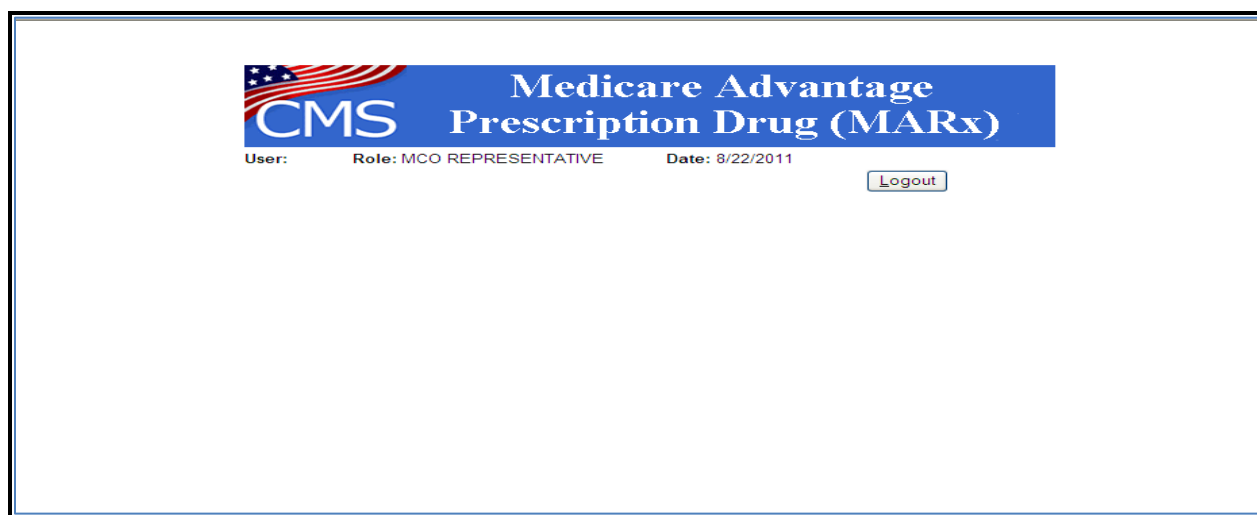 CMS
Medicare Advantage
Prescription Drug (MARx)
User: Role: MCO REPRESENTATIVE Date: 8/22/2011
Logout